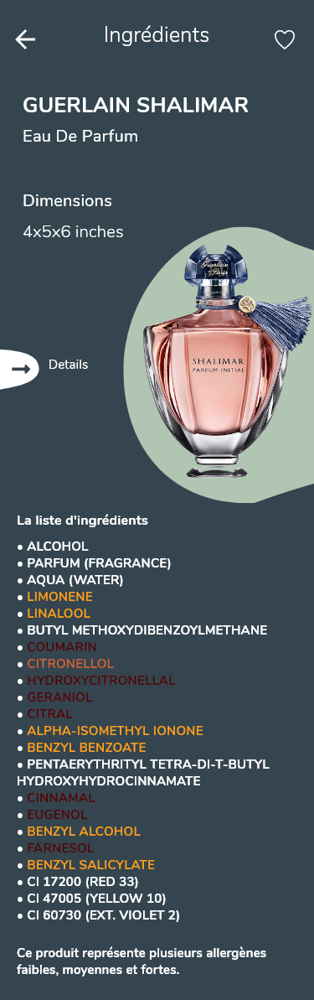 Ingrédients
GUERLAIN SHALIMAR
Eau De Parfum
Dimensions
4x5x6 inches
Guerlain
Paris
SHALIMAR
PARFUM INITIAL
Details
La liste d'ingrédients
• ALCOHOL
• PARFUM (FRAGRANCE)
• AQUA (WATER)
• LIMONENE
• LINALOOL
• BUTYL METHOXYDIBENZOYLMETHANE
• COUMARIN
• CITRONELLOL
• HYDROXYCITRONELLAL
• GERANIOL
• CITRAL
• ALPHA-ISOMETHYL IONONE
• BENZYL BENZOATE
• PENTAERYTHRITYL TETRA-DI-T-BUTYL
HYDROXYHYDROCINNAMATE
• CINNAMAL
• EUGENOL
• BENZYL ALCOHOL
• FARNESOL
• BENZYL SALICYLATE
• CI 17200 (RED 33)
• CI 47005 (YELLOW 10)
• CI 60730 (EXT. VIOLET 2)
Ce produit représente plusieurs allergènes
faibles, moyennes et fortes.